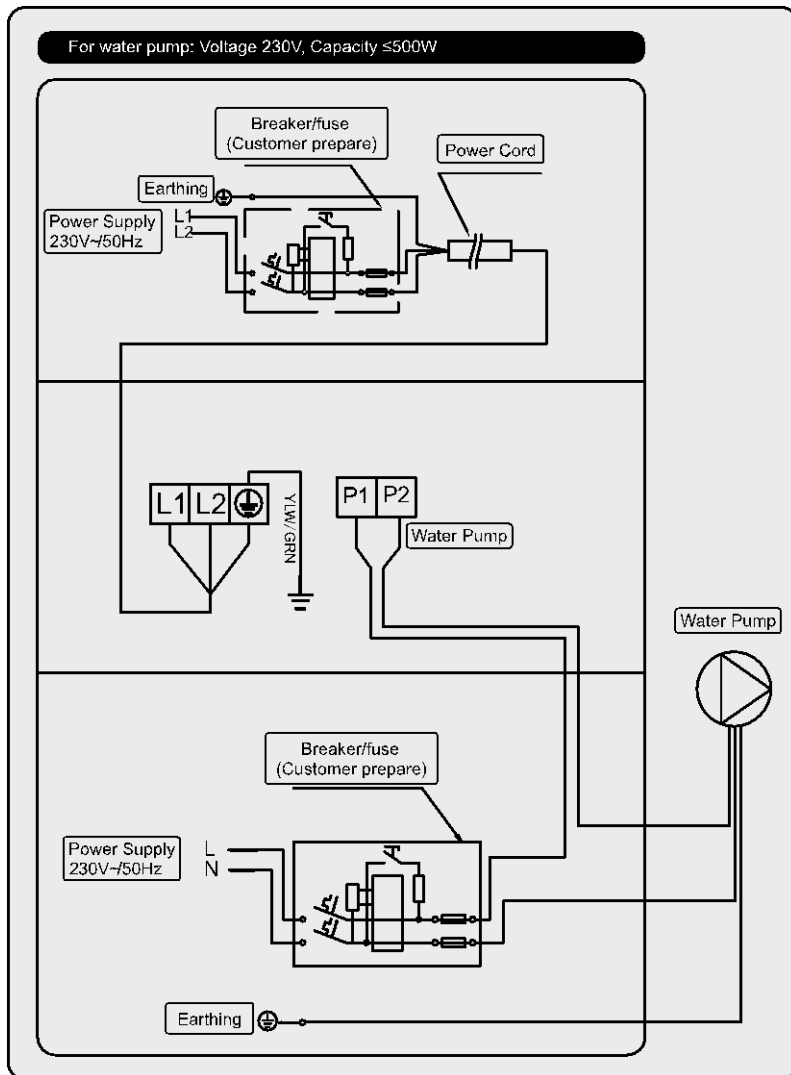 For water pump: Voltage 230V, Capacity ≤500W
Breaker/fuse
(Customer prepare)
Power Cord
Earthing
Power Supply
230V~/50Hz
L1
L2
L1 L2
YLW/GRN
P1 P2
Water Pump
Water Pump
Breaker/fuse
(Customer prepare)
Power Supply
230V~/50Hz
L
N
Earthing